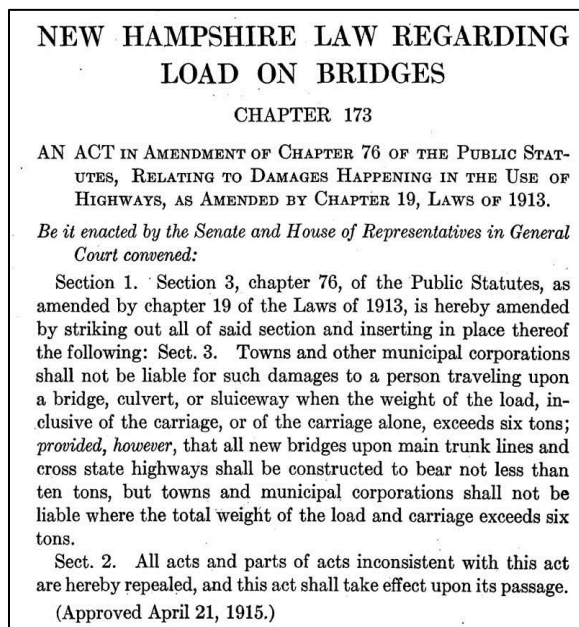 NEW HAMPSHIRE LAW REGARDING
LOAD ON BRIDGES
CHAPTER 173
AN ACT IN AMENDMENT OF CHAPTER 76 OF THE PUBLIC STAT-
UTES, RELATING TO DAMAGES HAPPENING IN THE USE OF
HIGHWAYS, AS AMENDED BY CHAPTER 19, LAWS OF 1913.
Be it enacted by the Senate and House of Representatives in General
Court convened:
Section 1. Section 3, chapter 76, of the Public Statutes, as
amended by chapter 19 of the Laws of 1913, is hereby amended
by striking out all of said section and inserting in place thereof
the following: Sect. 3. Towns and other municipal corporations
shall not be liable for such damages to a person traveling upon
a bridge, culvert, or sluiceway when the weight of the load, in-
clusive of the carriage, or of the carriage alone, exceeds six tons;
provided, however, that all new bridges upon main trunk lines and
cross state highways shall be constructed to bear not less than
ten tons, but towns and municipal corporations shall not be
liable where the total weight of the load and carriage exceeds six
tons.
Sect. 2. All acts and parts of acts inconsistent with this act
are hereby repealed, and this act shall take effect upon its passage.
(Approved April 21, 1915.)